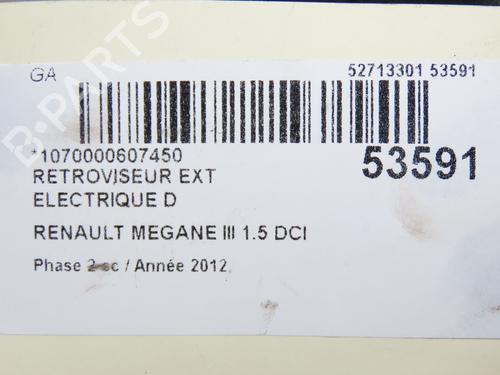 B-PARTS
GA
52713301 53591
*1070000607450
53591
RETROVISEUR EXT
ELECTRIQUE D
RENAULT MEGANE III 1.5 DCI
Phase 2 sc / Année 2012